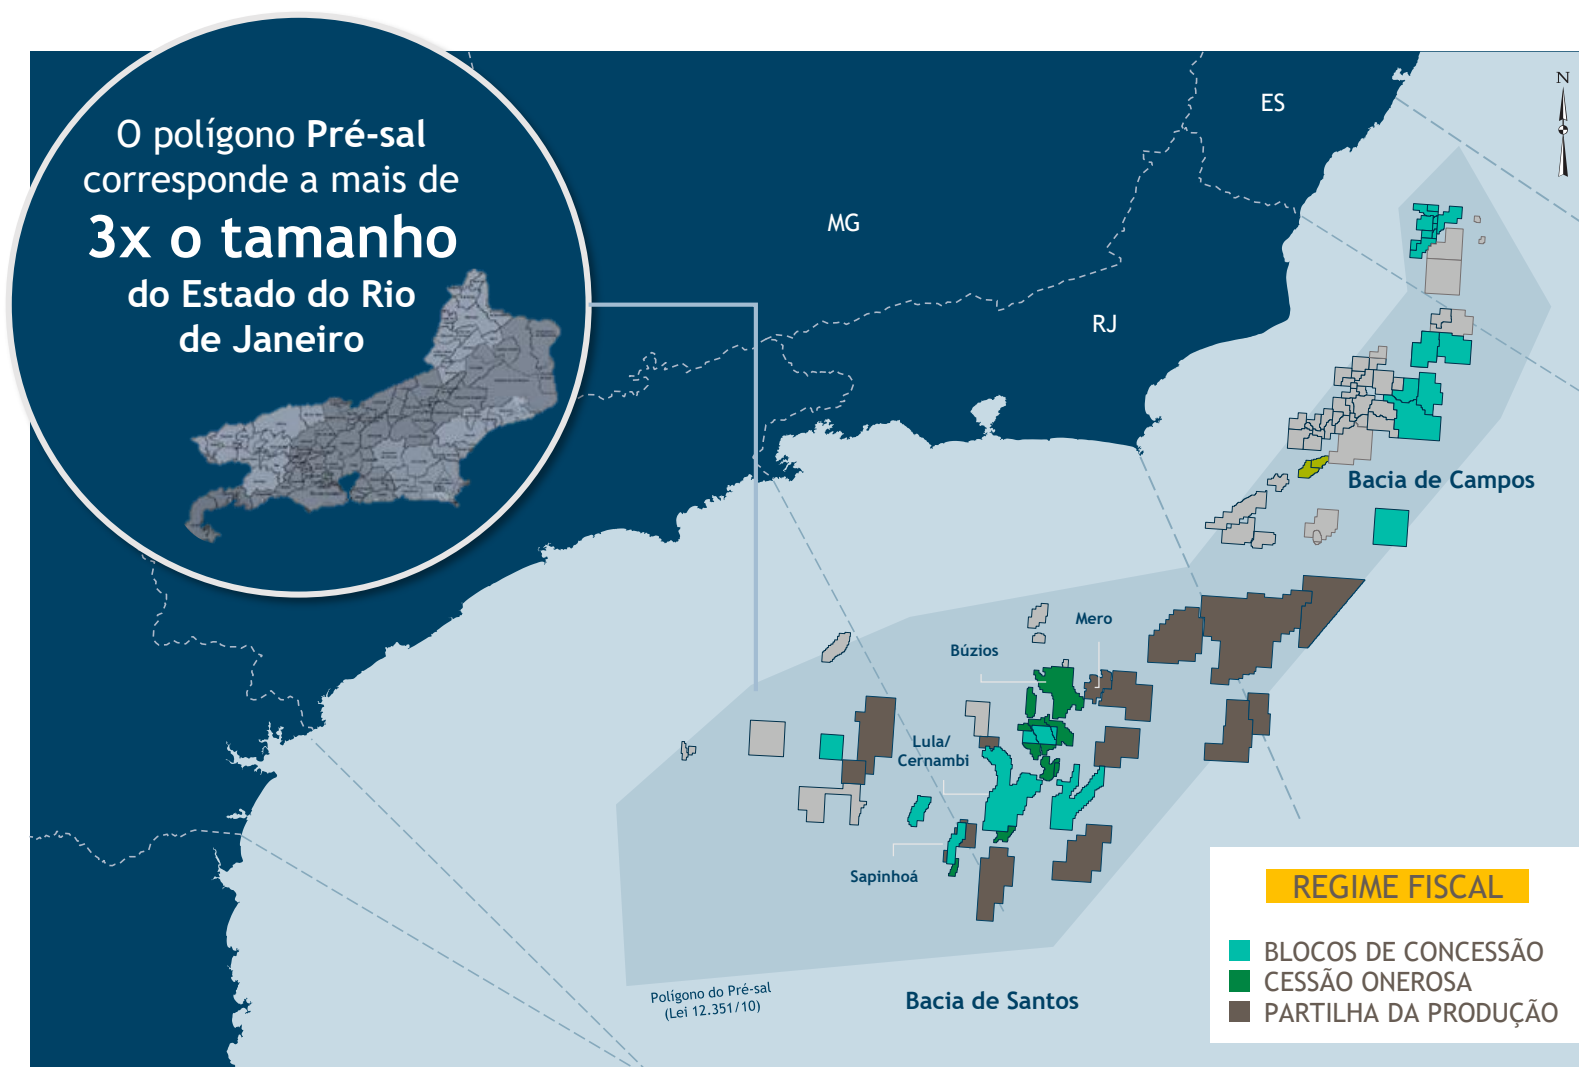 O polígono Pré-sal
corresponde a mais de
3x o tamanho
do Estado do Rio
de Janeiro
ES
N
MG
RJ
Bacia de Campos
Mero
Búzios
Lula/
Cernambi
Sapinhoá
Polígono do Pré-sal
(Lei 12.351/10)
Bacia de Santos
REGIME FISCAL
BLOCOS DE CONCESSÃO
CESSÃO ONEROSA
PARTILHA DA PRODUÇÃO